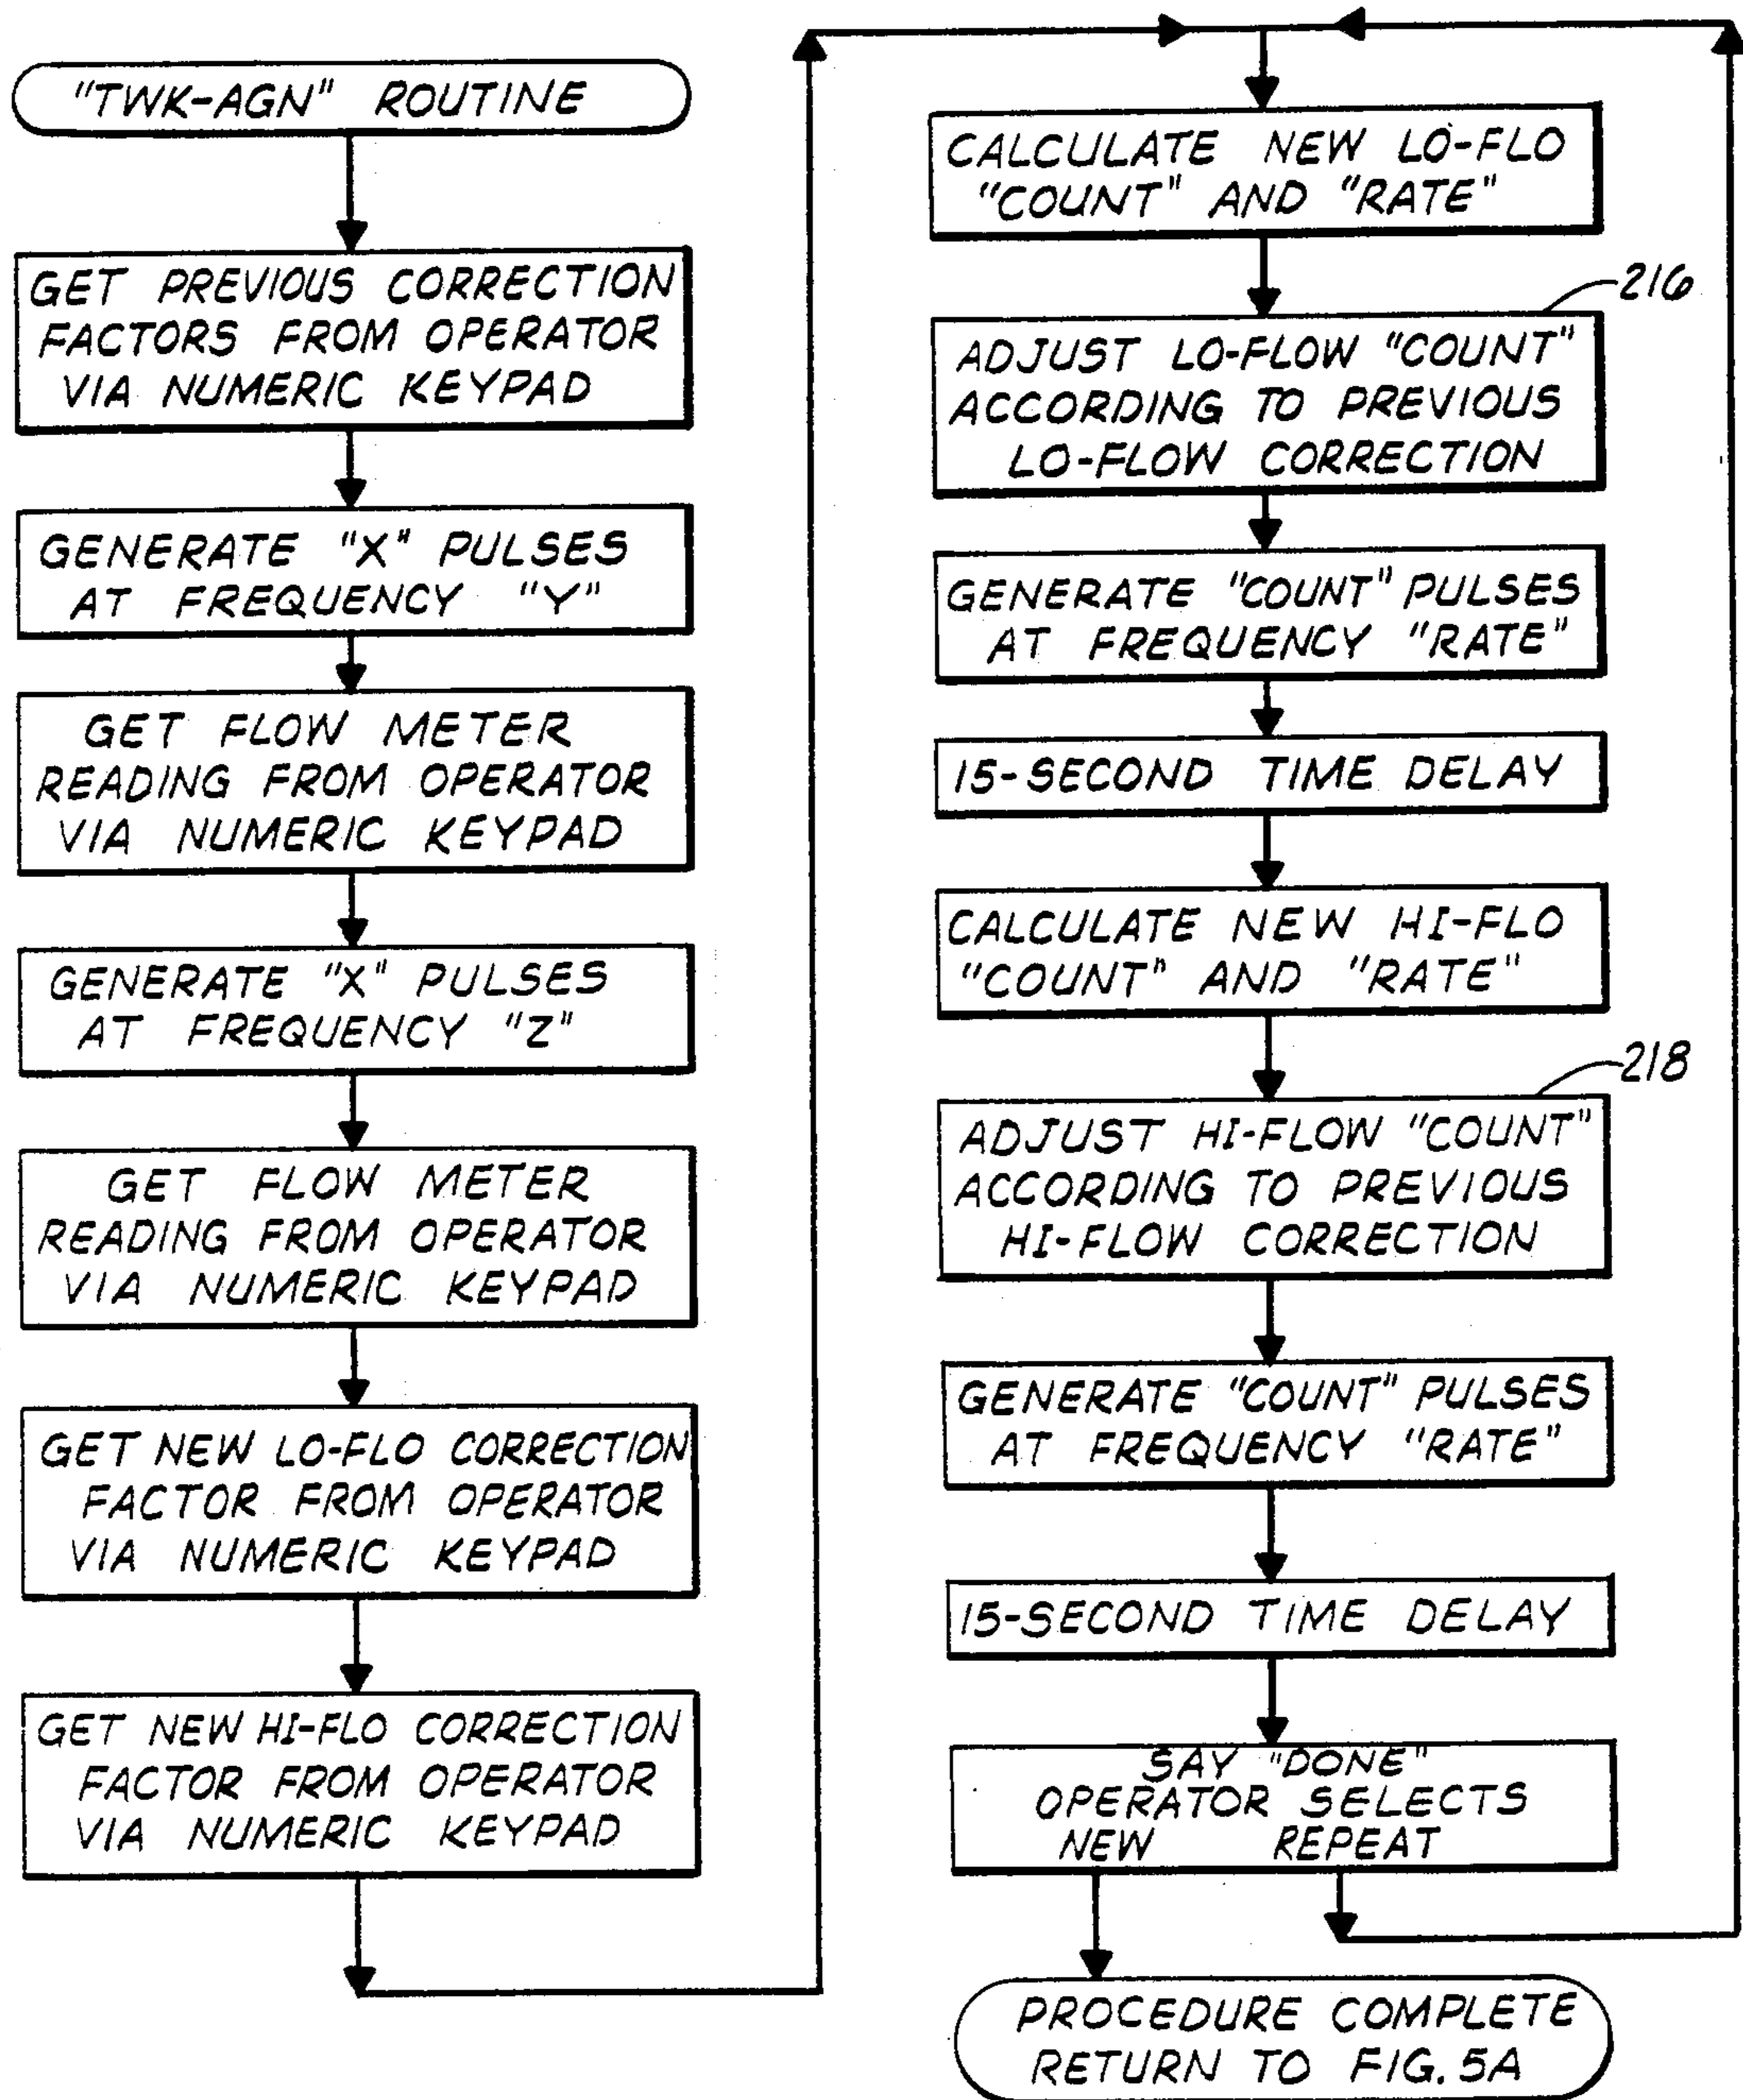 "TWK-AGN" ROUTINE
GET PREVIOUS CORRECTION
FACTORS FROM OPERATOR
VIA NUMERIC KEYPAD
GENERATE "X" PULSES
AT FREQUENCY "Y"
GET FLOW METER
READING FROM OPERATOR
VIA NUMERIC KEYPAD
GENERATE "X" PULSES
AT FREQUENCY "Z"
GET FLOW METER
READING FROM OPERATOR
VIA NUMERIC KEYPAD
GET NEW LO-FLO CORRECTION
FACTOR FROM OPERATOR
VIA NUMERIC KEYPAD
GET NEW HI-FLO CORRECTION
FACTOR FROM OPERATOR
VIA NUMERIC KEYPAD
CALCULATE NEW LO-FLO
"COUNT" AND "RATE"
216
ADJUST LO-FLOW "COUNT"
ACCORDING TO PREVIOUS
LO-FLOW CORRECTION
GENERATE "COUNT" PULSES
AT FREQUENCY "RATE"
15-SECOND TIME DELAY
CALCULATE NEW HI-FLO
"COUNT" AND "RATE"
218
ADJUST HI-FLOW "COUNT"
ACCORDING TO PREVIOUS
HI-FLOW CORRECTION
GENERATE "COUNT" PULSES
AT FREQUENCY "RATE"
15-SECOND TIME DELAY
SAY "DONE"
OPERATOR SELECTS
NEW REPEAT
PROCEDURE COMPLETE
RETURN TO FIG. 5A